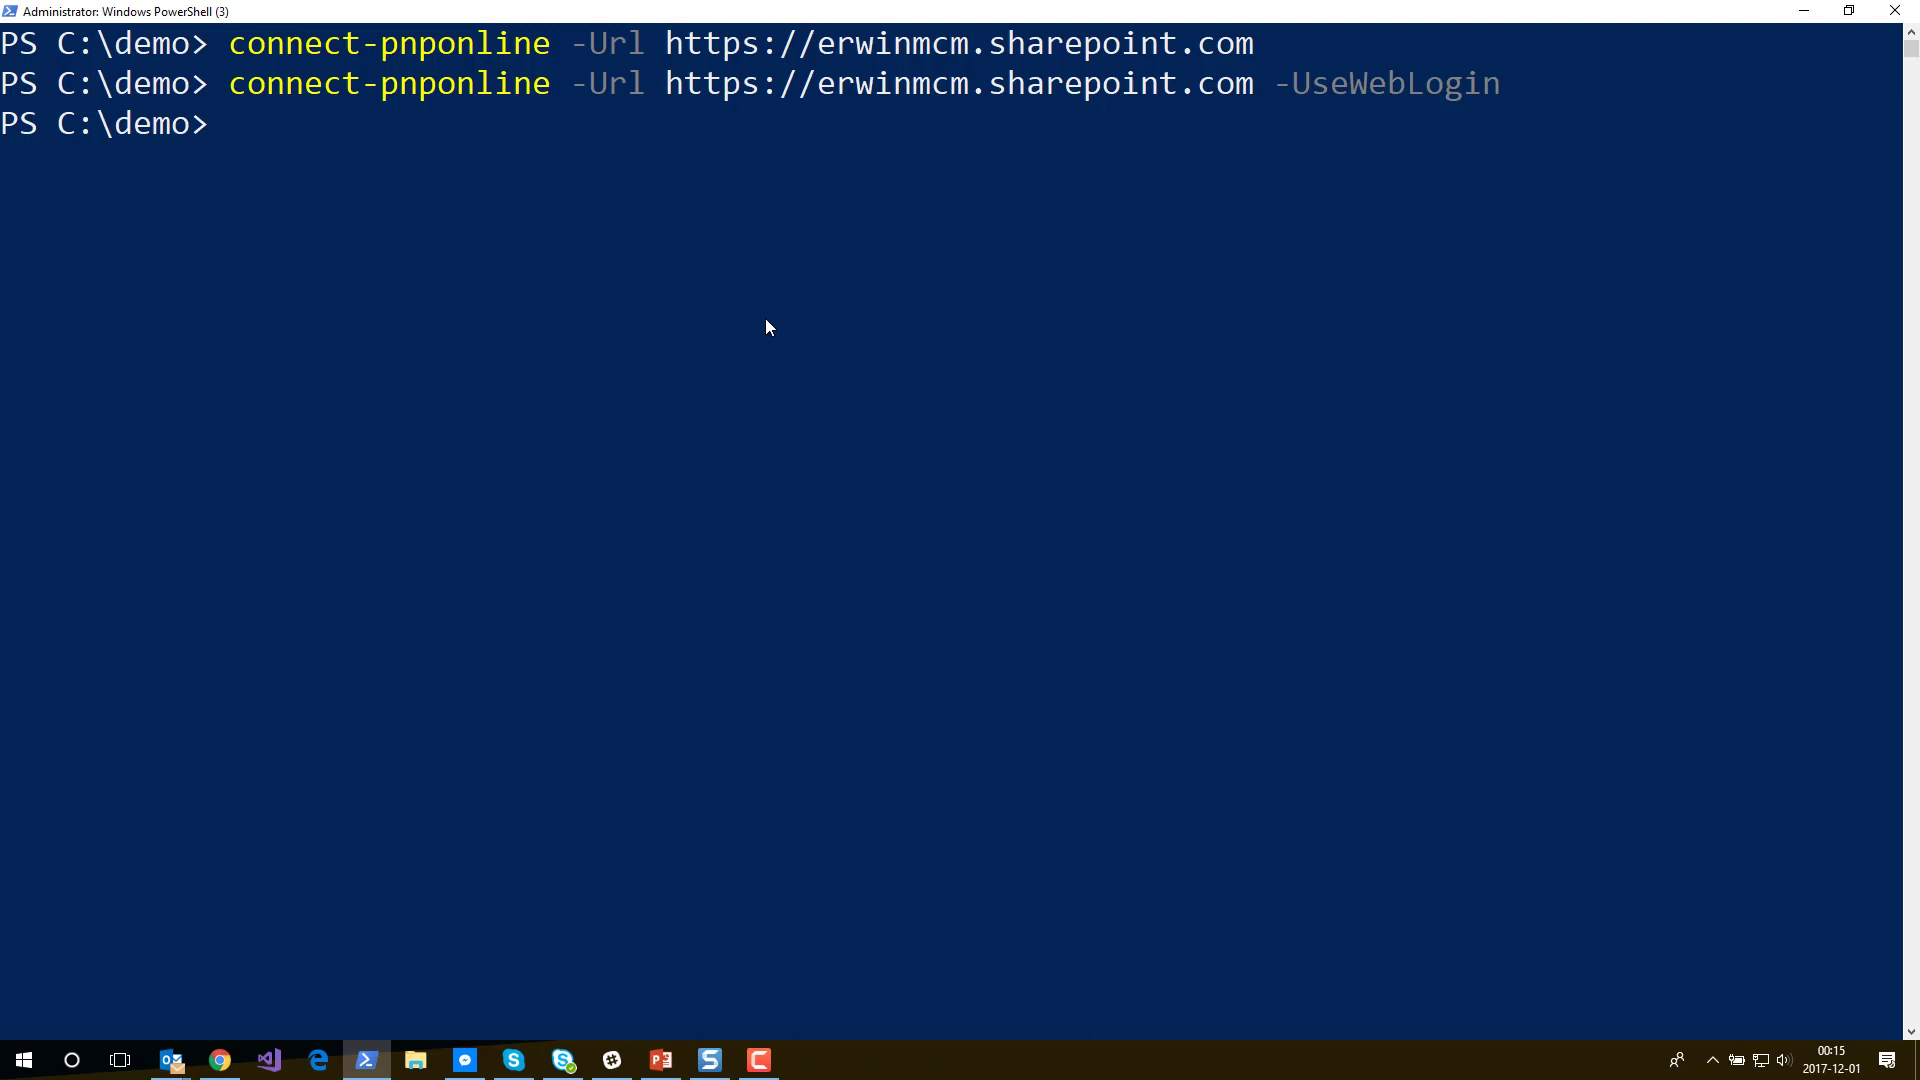 Administrator: Windows PowerShell (3)
PS C:\demo> connect-pnponline -Url https://erwinmcm.sharepoint.com
PS C:\demo> connect-pnponline -Url https://erwinmcm.sharepoint.com -UseWebLogin
PS C:\demo>
00:15
2017-12-01